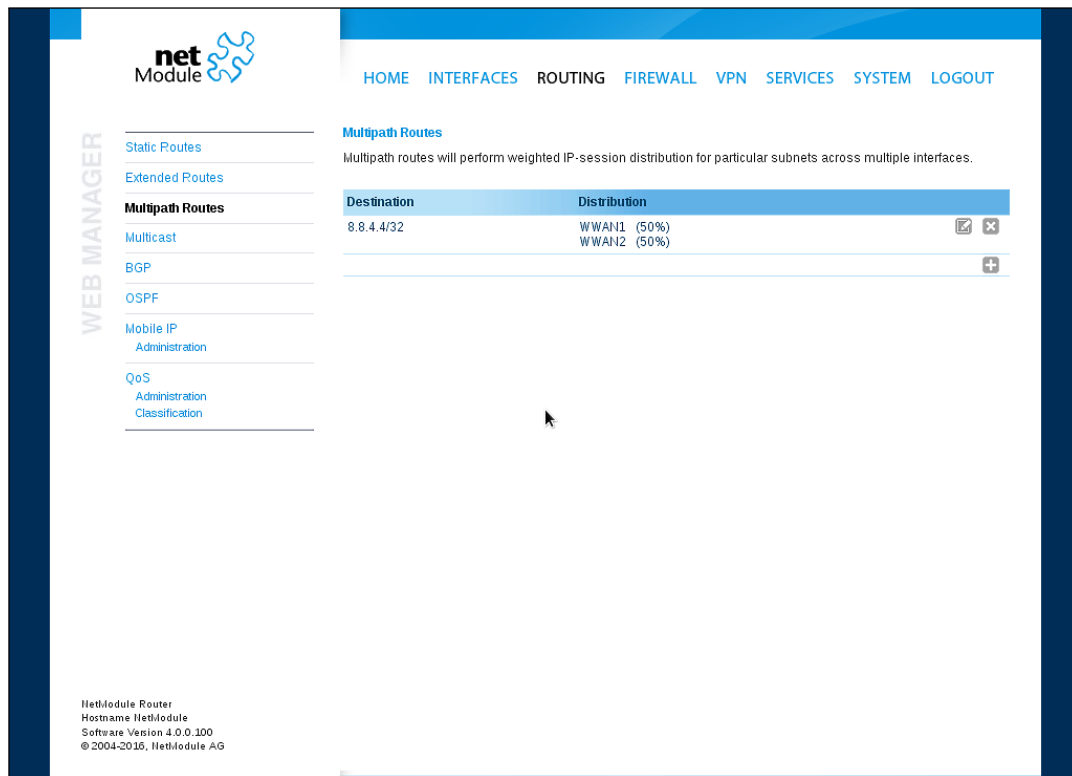 net
Module
HOME INTERFACES ROUTING FIREWALL VPN SERVICES SYSTEM LOGOUT
WEB MANAGER
Static Routes
Extended Routes
Multipath Routes
Multicast
BGP
OSPF
Mobile IP
Administration
QoS
Administration
Classification
Multipath Routes
Multipath routes will perform weighted IP-session distribution for particular subnets across multiple interfaces.
Destination Distribution
8.8.4.4/32 WWAN1 (50%)
WWAN2 (50%)
NetModule Router
Hostname NetModule
Software Version 4.0.0.100
© 2004-2016, NetModule AG